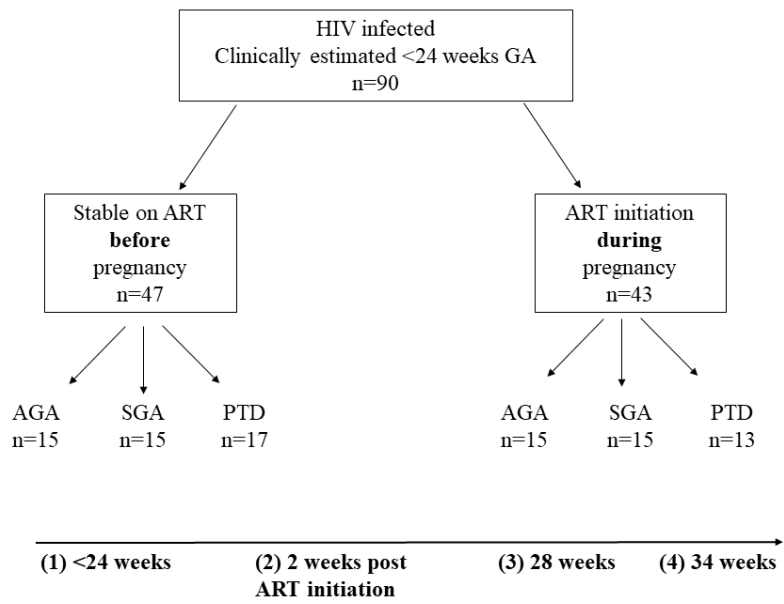 HIV infected
Clinically estimated <24 weeks GA
n=90
Stable on ART
before
pregnancy
n=47
ART initiation
during
pregnancy
n=43
AGA
n=15
SGA
n=15
PTD
n=17
AGA
n=15
SGA
n=15
PTD
n=13
(1) <24 weeks
(2) 2 weeks post
ART initiation
(3) 28 weeks
(4) 34 weeks